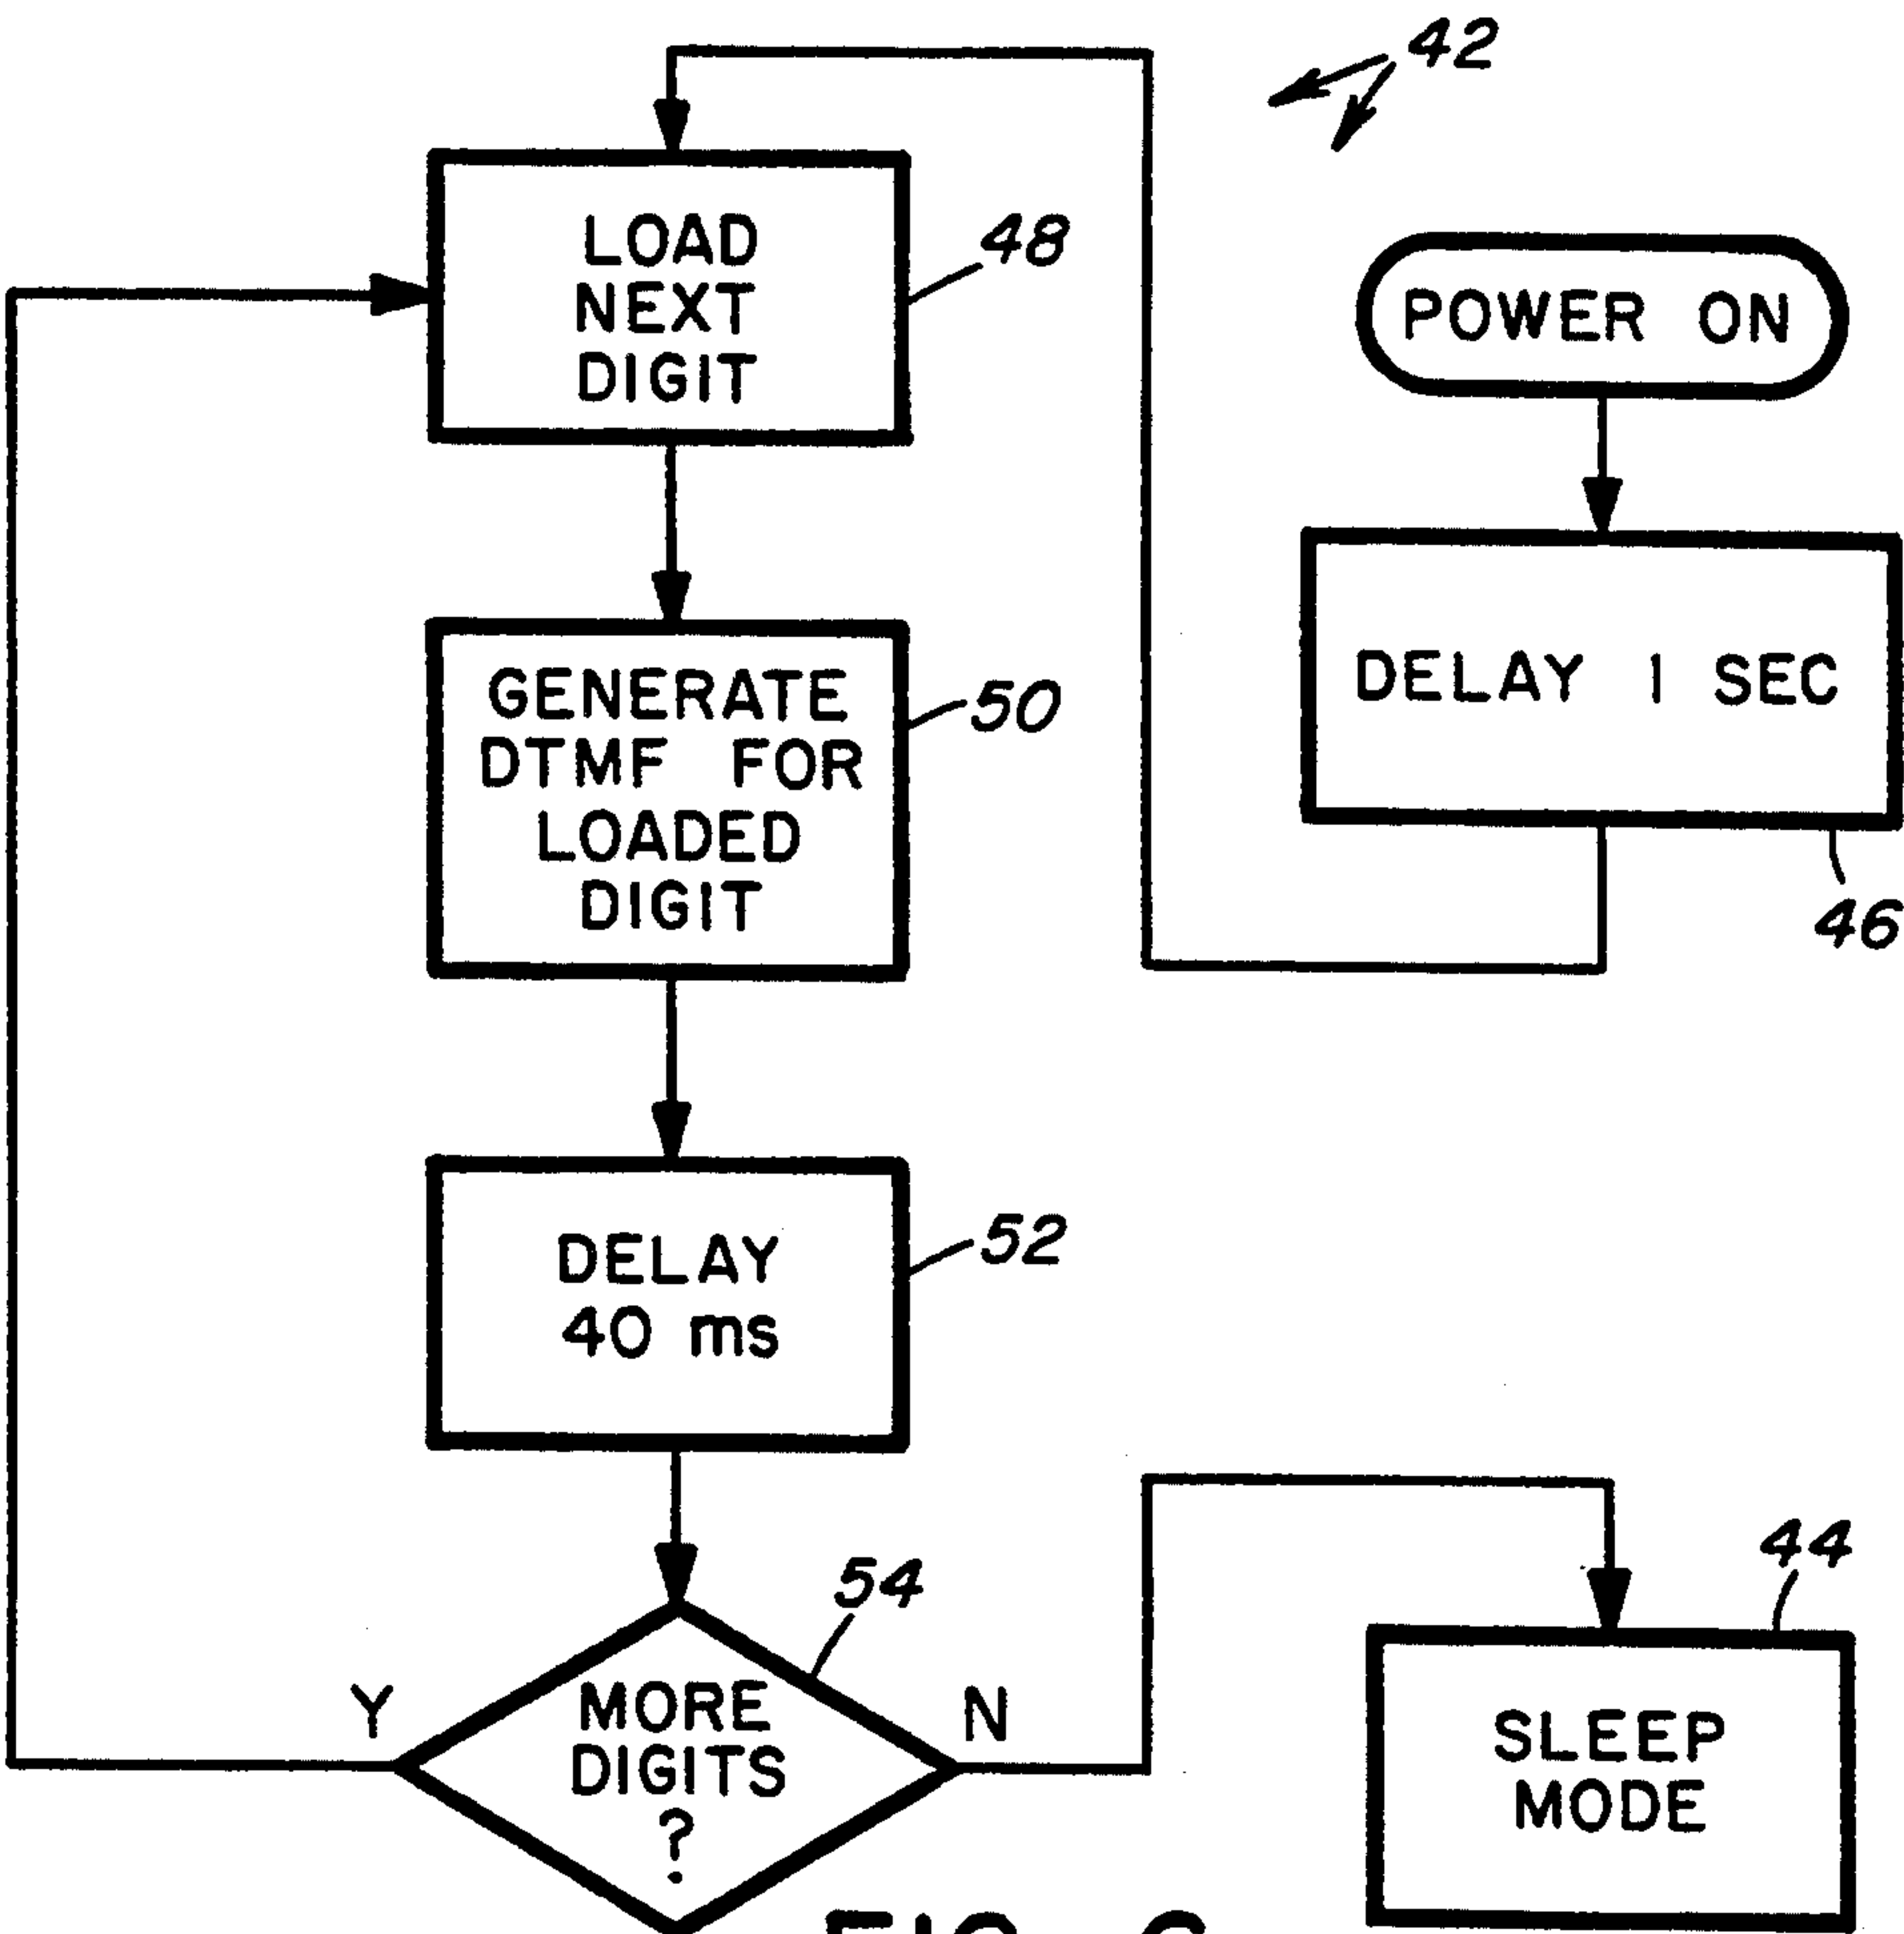 42
LOAD
NEXT
DIGIT
48
POWER ON
GENERATE
DTMF FOR
LOADED
DIGIT
50
DELAY 1 SEC
46
DELAY
40 ms
52
54
MORE
DIGITS
?
Y
N
44
SLEEP
MODE